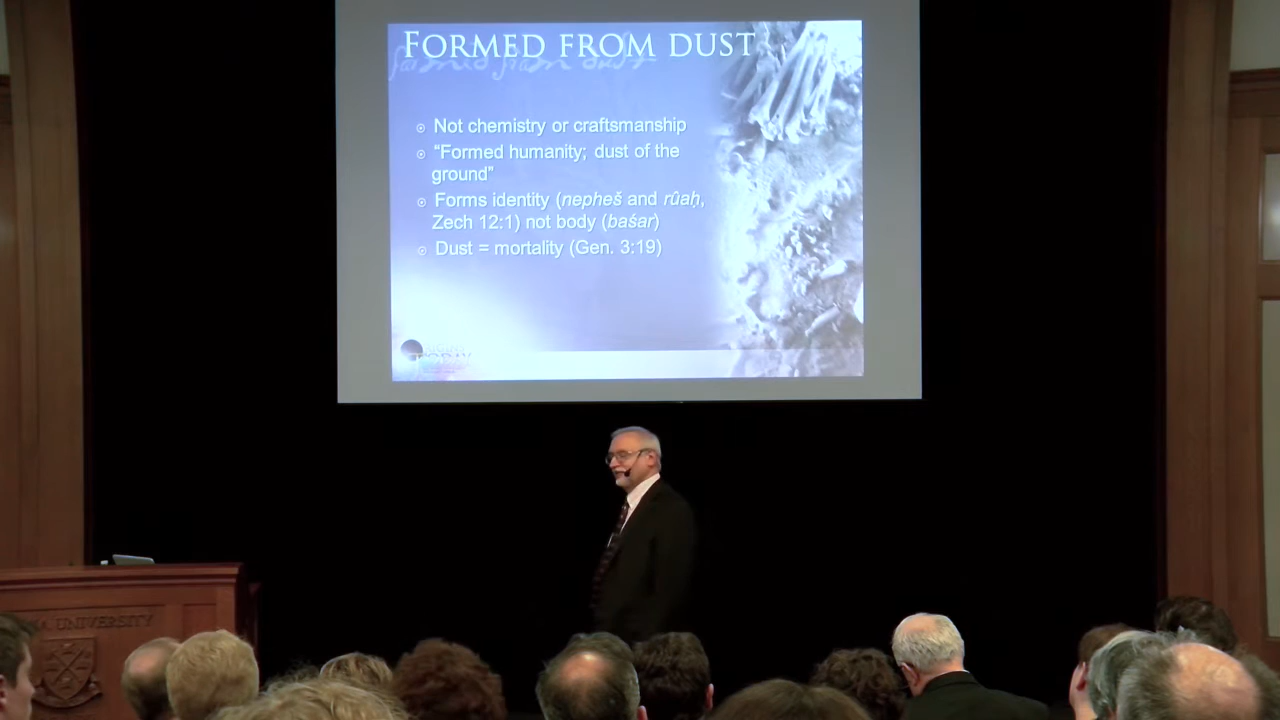 FORMED FROM DUST
Not chemistry or craftsmanship
“Formed humanity; dust of the
ground”
Forms identity (nepheš and rûaḥ,
Zech 12:1) not body (baśar)
Dust = mortality (Gen. 3:19)
TODAY
UNIVERSITY